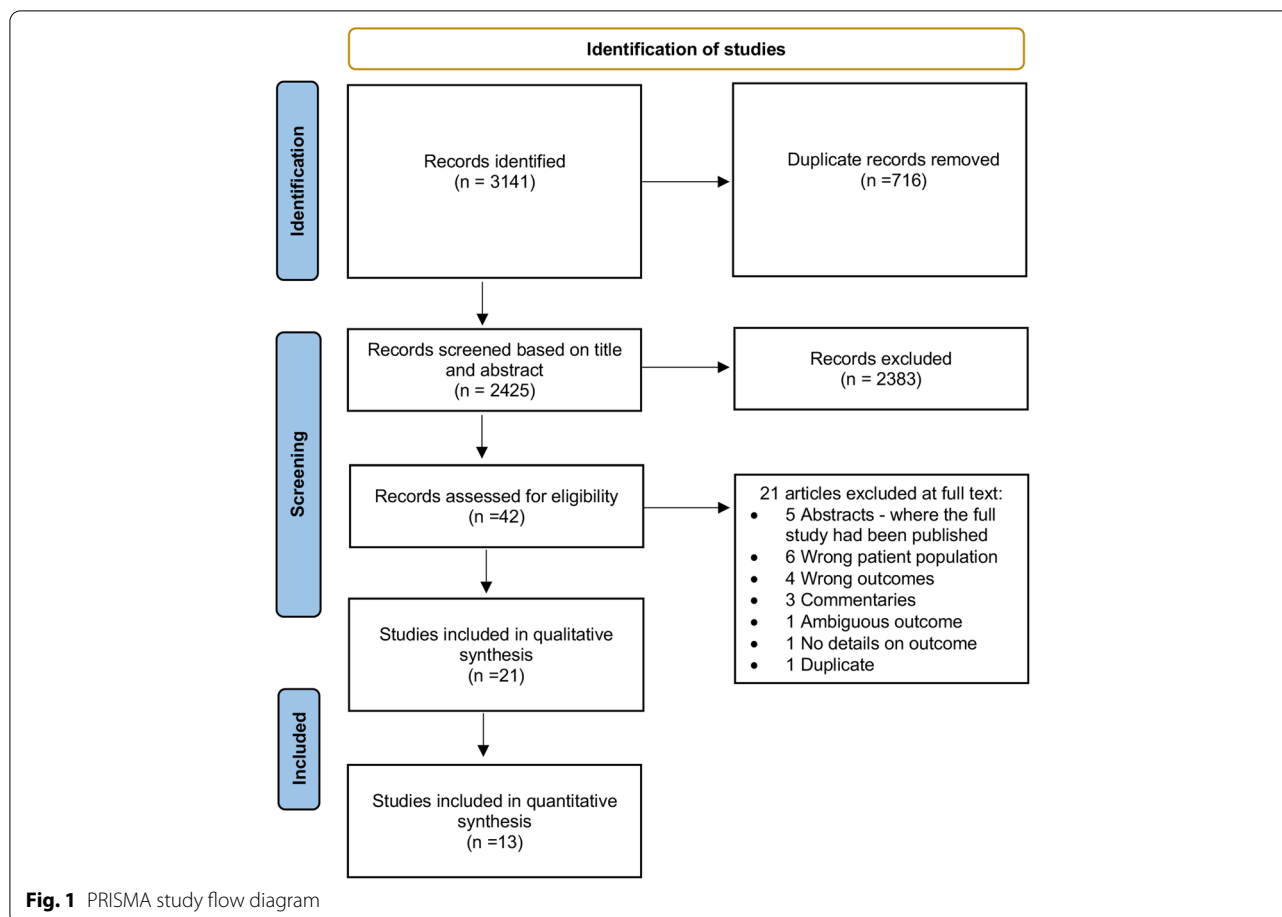 Identification of studies
Identification
Records identified
(n = 3141)
Duplicate records removed
(n =716)
Screening
Records screened based on title
and abstract
(n = 2425)
Records excluded
(n = 2383)
Records assessed for eligibility
(n =42)
21 articles excluded at full text:
• 5 Abstracts - where the full
study had been published
• 6 Wrong patient population
• 4 Wrong outcomes
• 3 Commentaries
• 1 Ambiguous outcome
• 1 No details on outcome
• 1 Duplicate
Studies included in qualitative
synthesis
(n =21)
Included
Studies included in quantitative
synthesis
(n =13)
Fig. 1 PRISMA study flow diagram